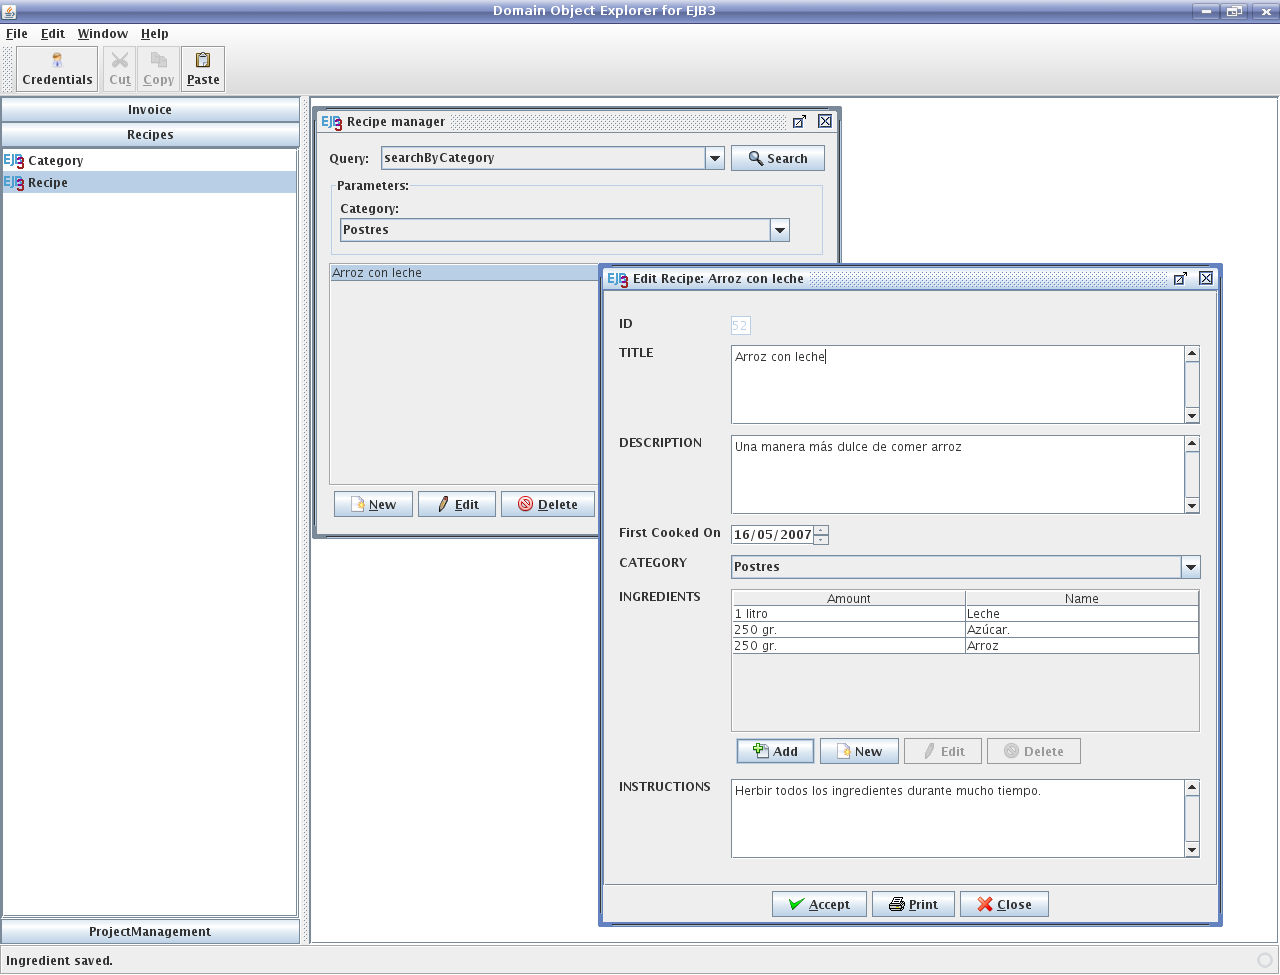 Domain Object Explorer for EJB3
File Edit Window Help
Credentials Cut Copy Paste
Invoice
Recipes
EJB3 Category
EJB3 Recipe
ProjectManagement
EJB3 Recipe manager
Query: searchByCategory Search
Parameters:
Category:
Postres
Arroz con leche
New Edit Delete
EJB3 Edit Recipe: Arroz con leche
ID 52
TITLE Arroz con leche
DESCRIPTION Una manera más dulce de comer arroz
First Cooked On 16/05/2007
CATEGORY Postres
INGREDIENTS Amount Name
1 litro Leche
250 gr. Azúcar.
250 gr. Arroz
Add New Edit Delete
INSTRUCTIONS Herbir todos los ingredientes durante mucho tiempo.
Accept Print Close
Ingredient saved.